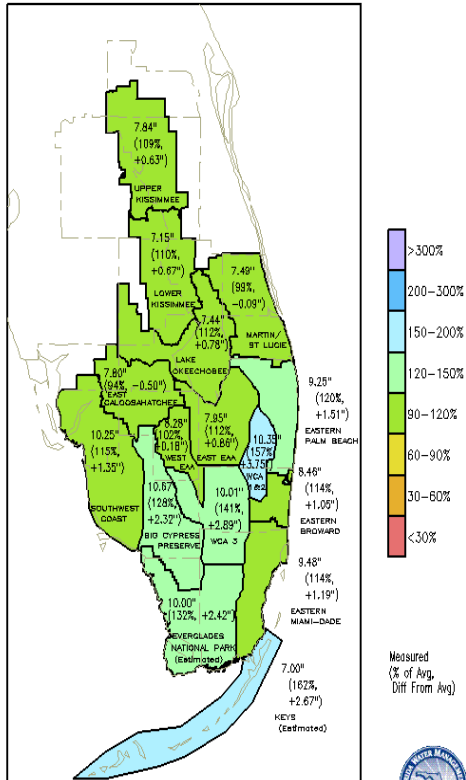 7.84"
(109%,
+0.63")
UPPER
KISSIMMEE
7.15"
(110%,
+0.67")
LOWER
KISSIMMEE
7.49"
(99%,
-0.09")
MARTIN/
ST LUCIE
7.44"
(112%,
+0.78")
LAKE
OKEECHOBEE
7.80"
(94%, -0.50")
EAST
CALOOSAHATCHEE
8.28"
(102%,
+0.18")
WEST
EAA
7.95"
(112%,
+0.86")
EAST EAA
9.25"
(120%,
+1.51")
EASTERN
PALM BEACH
10.35"
(157%,
+3.75")
WCA
1&2
10.25"
(115%,
+1.35")
SOUTHWEST
COAST
10.67"
(128%,
+2.32")
BIG CYPRESS
PRESERVE
10.01"
(141%,
+2.89")
WCA 3
8.46"
(114%,
+1.05")
EASTERN
BROWARD
9.48"
(114%,
+1.19")
EASTERN
MIAMI-DADE
10.00"
(132%, +2.42")
EVERGLADES
NATIONAL PARK
(Estimated)
7.00"
(162%,
+2.67")
KEYS
(Estimated)
>300%
200-300%
150-200%
120-150%
90-120%
60-90%
30-60%
<30%
Measured
(% of Avg,
Diff From Avg)